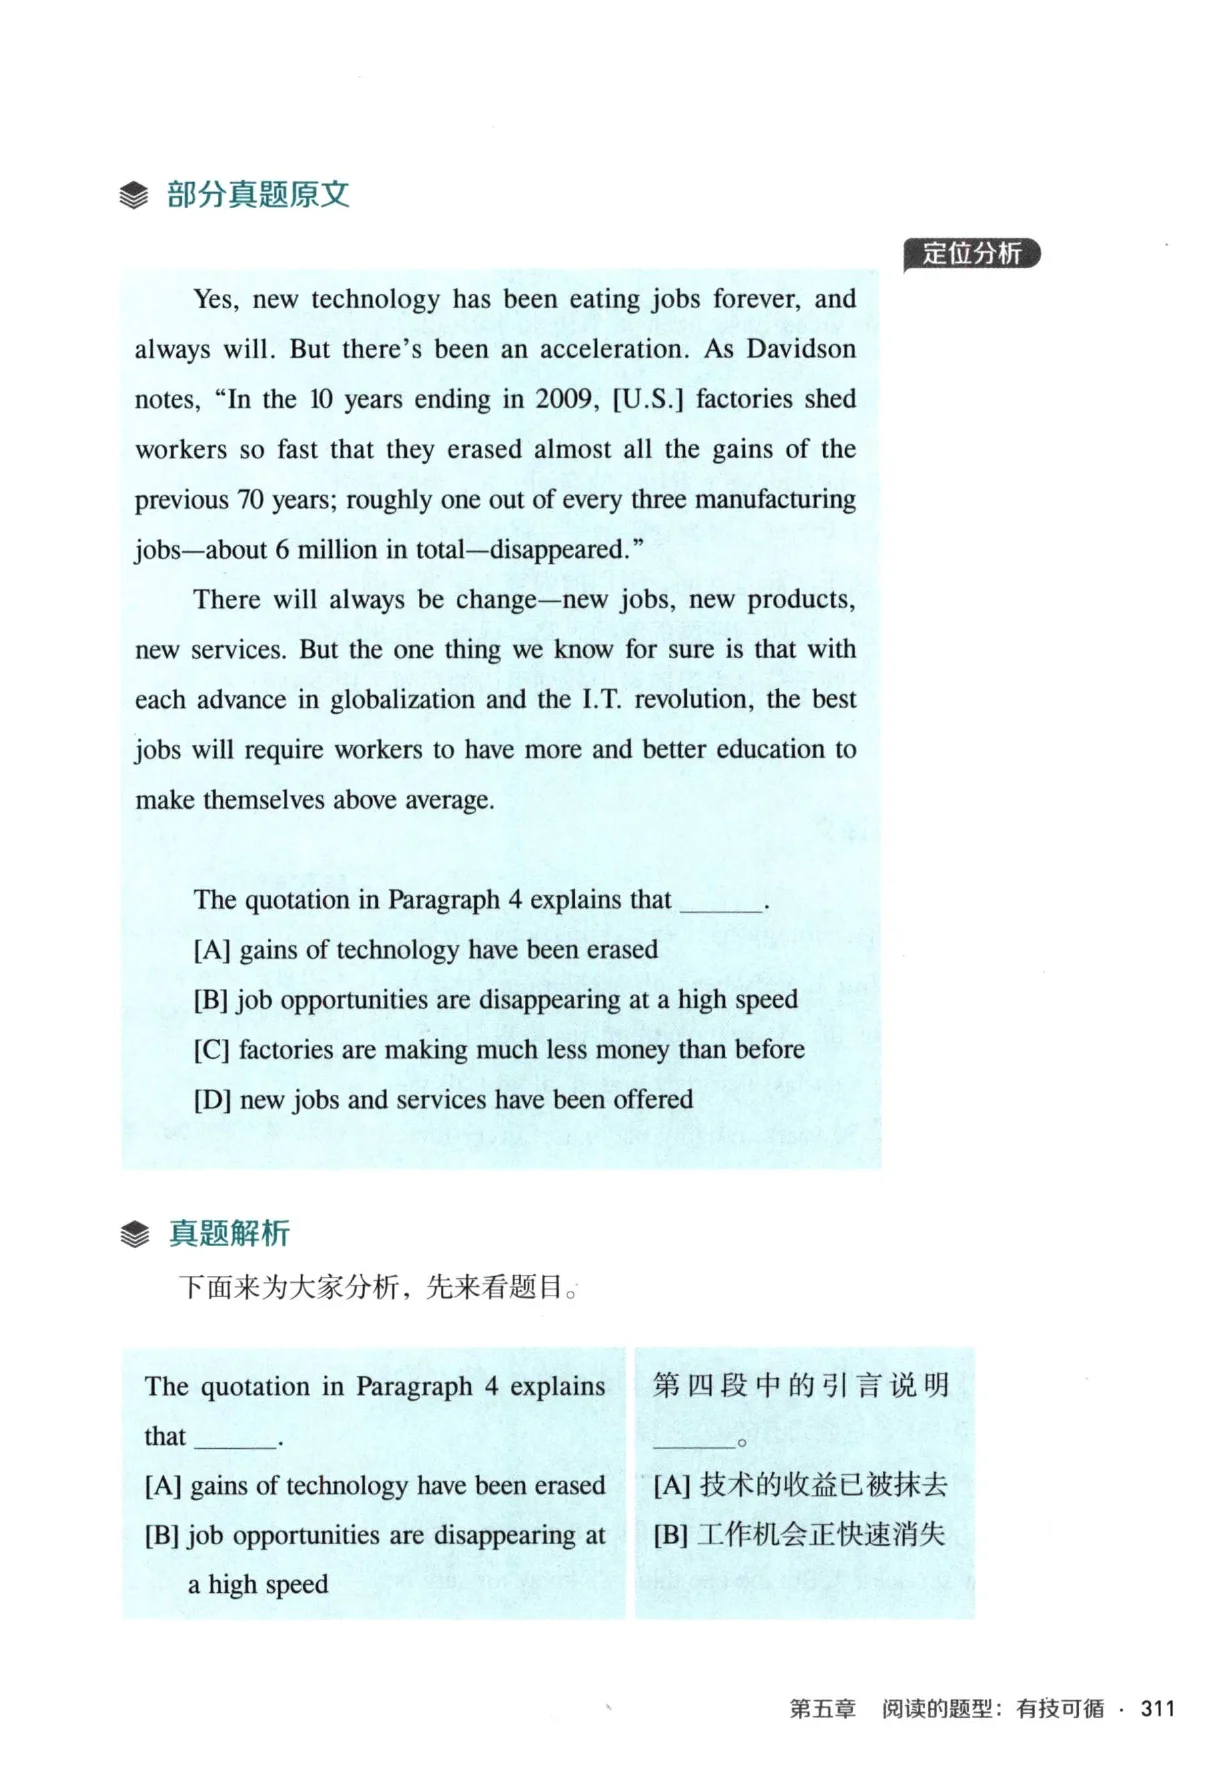 部分真题原文
定位分析
Yes, new technology has been eating jobs forever, and
always will. But there's been an acceleration. As Davidson
notes, “In the 10 years ending in 2009, [U.S.] factories shed
workers so fast that they erased almost all the gains of the
previous 70 years; roughly one out of every three manufacturing
jobs—about 6 million in total—disappeared.”
There will always be change—new jobs, new products,
new services. But the one thing we know for sure is that with
each advance in globalization and the I.T. revolution, the best
jobs will require workers to have more and better education to
make themselves above average.
The quotation in Paragraph 4 explains that ______.
[A] gains of technology have been erased
[B] job opportunities are disappearing at a high speed
[C] factories are making much less money than before
[D] new jobs and services have been offered
真题解析
下面来为大家分析，先来看题目。
The quotation in Paragraph 4 explains
that ______.
[A] gains of technology have been erased
[B] job opportunities are disappearing at
a high speed
第四段中的引言说明
______。
[A] 技术的收益已被抹去
[B] 工作机会正快速消失
第五章 阅读的题型：有技可循 · 311